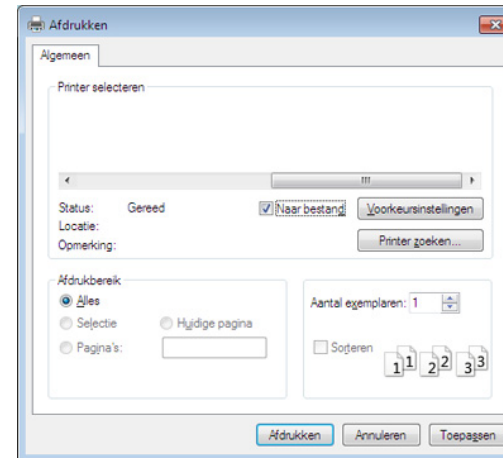 Afdrukken
Algemeen
Printer selecteren
Status: Gereed
Naar bestand
Voorkeursinstellingen
Locatie:
Opmerking:
Printer zoeken...
Afdrukbereik
Alles
Selectie
Huidige pagina
Pagina's:
Aantal exemplaren: 1
Sorteren
1 1 2 2 3 3
Afdrukken Annuleren Toepassen